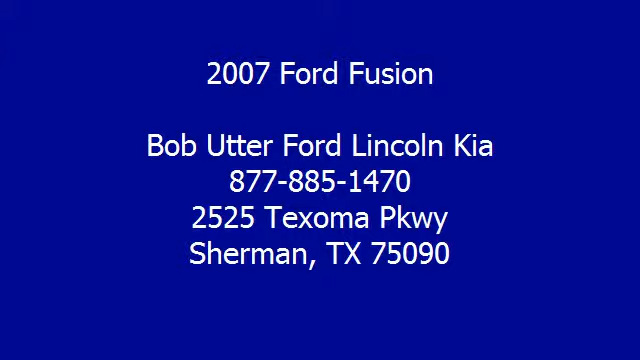 2007 Ford Fusion
Bob Utter Ford Lincoln Kia
877-885-1470
2525 Texoma Pkwy
Sherman, TX 75090